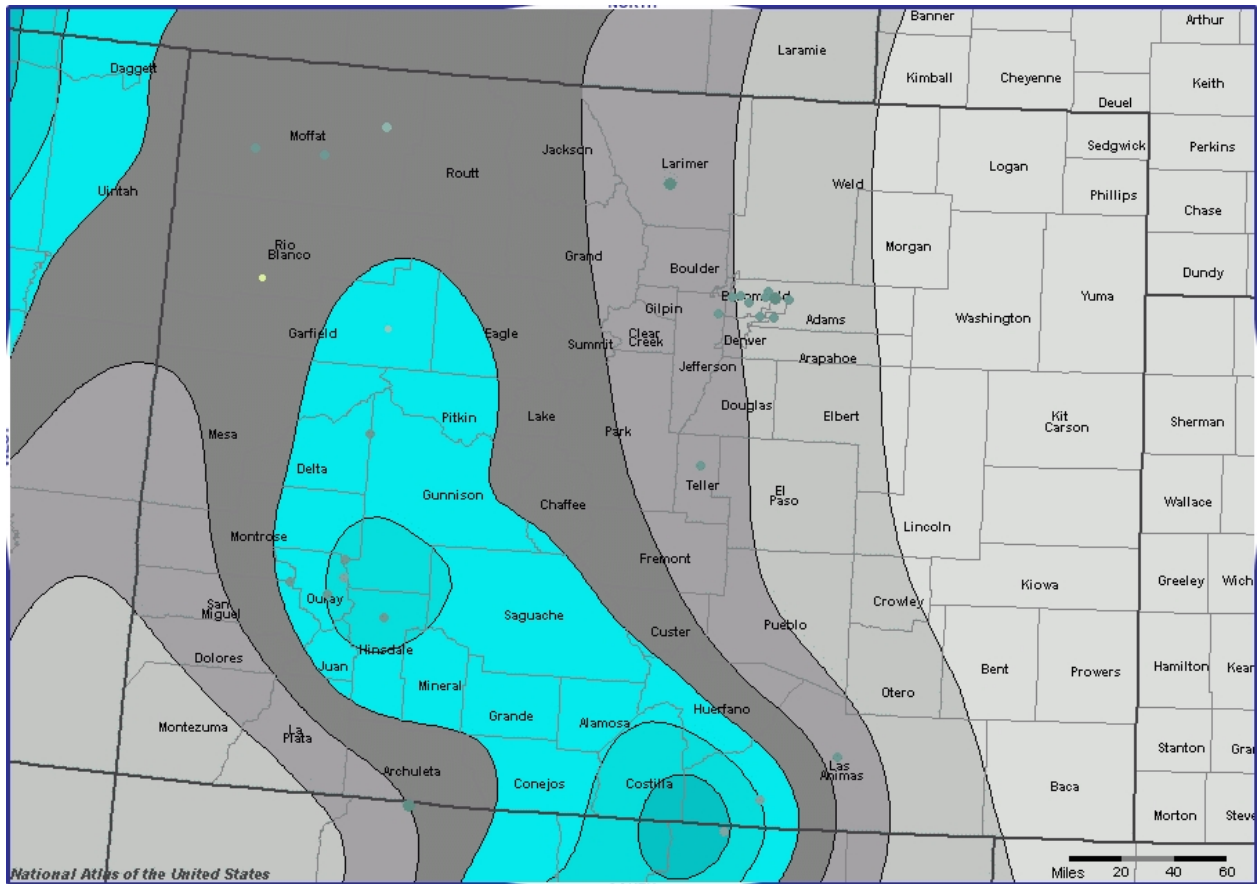 Banner
Arthur
Laramie
Daggett
Kimball
Cheyenne
Keith
Deuel
Moffat
Jackson
Larimer
Sedgwick
Perkins
Routt
Logan
Uintah
Weld
Phillips
Chase
Rio
Blanco
Morgan
Grand
Boulder
Dundy
Gilpin
Yuma
Garfield
Eagle
Clear
Creek
Adams
Washington
Summit
Denver
Arapahoe
Jefferson
Pitkin
Lake
Douglas
Elbert
Kit
Carson
Sherman
Mesa
Park
Delta
Gunnison
Teller
El
Paso
Wallace
Chaffee
Montrose
Lincoln
Fremont
Kiowa
Greeley
Wich
San
Miguel
Ouray
Saguache
Crowley
Custer
Pueblo
Dolores
Hinsdale
Juan
Bent
Prowers
Hamilton
Kear
Mineral
Otero
Montezuma
La
Plata
Grande
Alamosa
Huerfano
Stanton
Gra
Archuleta
Conejos
Costilla
Las
Animas
Baca
Morton
Steve
National Atlas of the United States
Miles 20 40 60